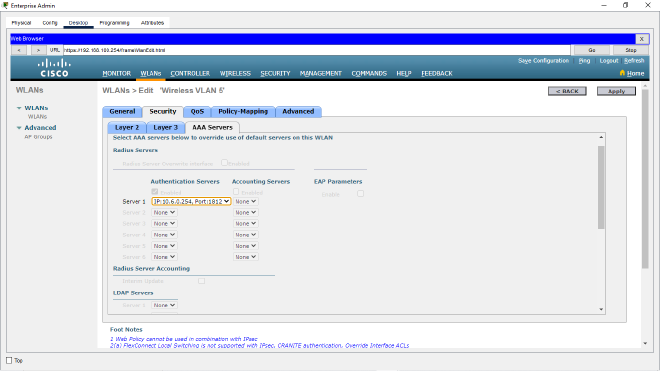 Enterprise Admin
Physical Config Desktop Programming Attributes
Web Browser X
< > URL https://192.168.100.254/frameWlanEdit.html Go Stop
Save Configuration Ping Logout Refresh
CISCO MONITOR WLANs CONTROLLER WIRELESS SECURITY MANAGEMENT COMMANDS HELP FEEDBACK Home
WLANs WLANs > Edit 'Wireless VLAN 5' < BACK Apply
WLANs
WLANs
Advanced
AP Groups
General Security QoS Policy-Mapping Advanced
Layer 2 Layer 3 AAA Servers
Select AAA servers below to override use of default servers on this WLAN
Radius Servers
Radius Server Overwrite interface Enabled
Authentication Servers Accounting Servers EAP Parameters
Enabled Enabled Enable
Server 1 IP:10.6.0.254, Port:1812 None
Server 2 None None
Server 3 None None
Server 4 None None
Server 5 None None
Server 6 None None
Radius Server Accounting
Interim Update
LDAP Servers
Server 1 None
Foot Notes
1 Web Policy cannot be used in combination with IPsec
2(a) FlexConnect Local Switching is not supported with IPsec, CRANITE authentication, Override Interface ACLs
Top